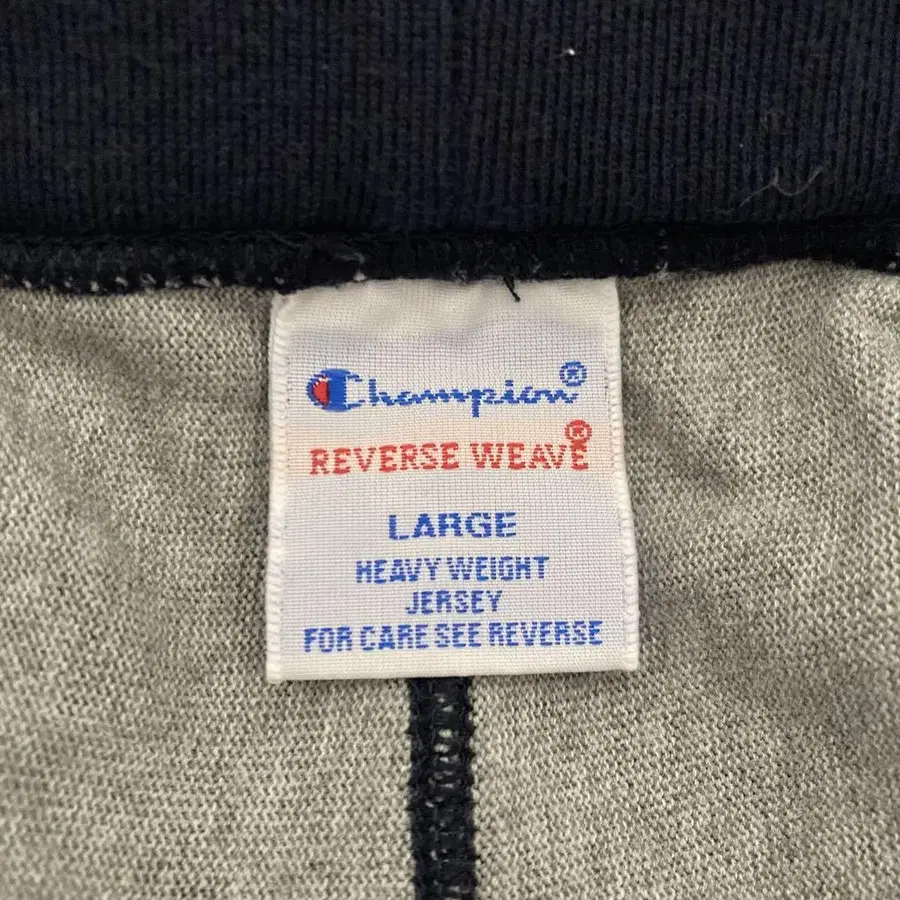 Champion®
REVERSE WEAVE®
LARGE
HEAVY WEIGHT
JERSEY
FOR CARE SEE REVERSE